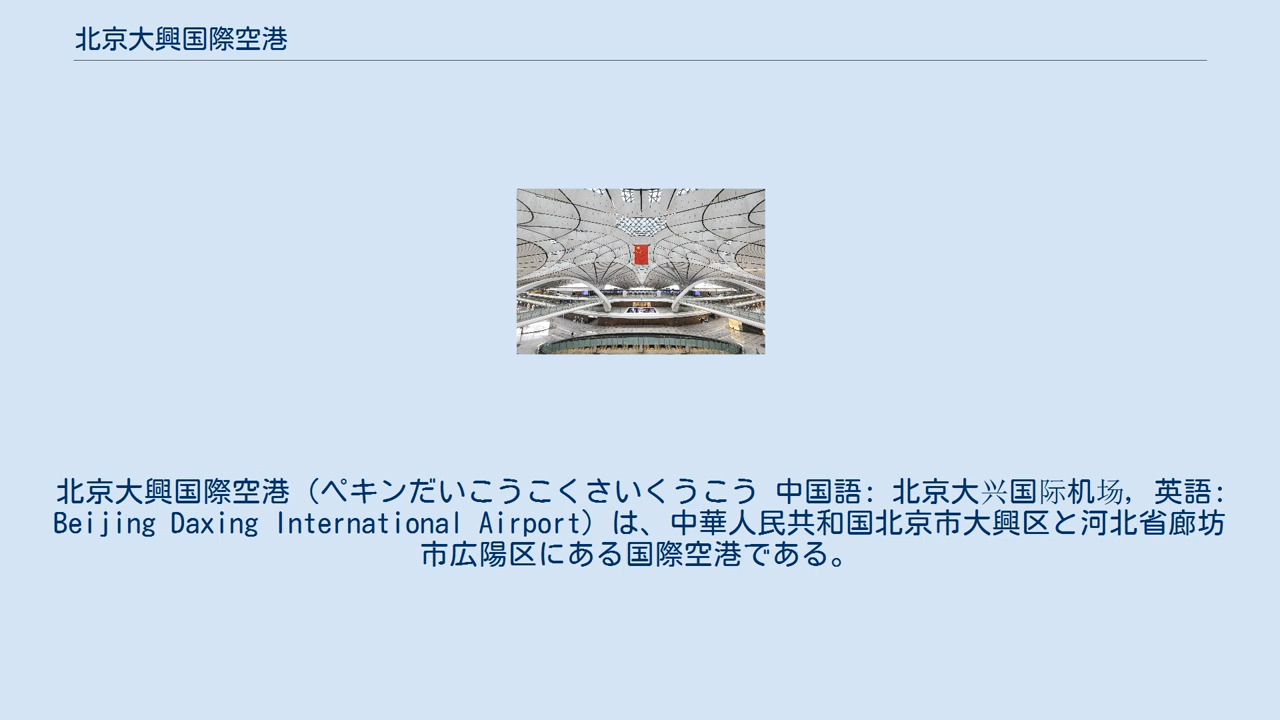 北京大興国際空港
北京大興国際空港（ペキンだいこうこくさいくうこう 中国語: 北京大兴国际机场, 英語:
Beijing Daxing International Airport）は、中華人民共和国北京市大興区と河北省廊坊
市広陽区にある国際空港である。